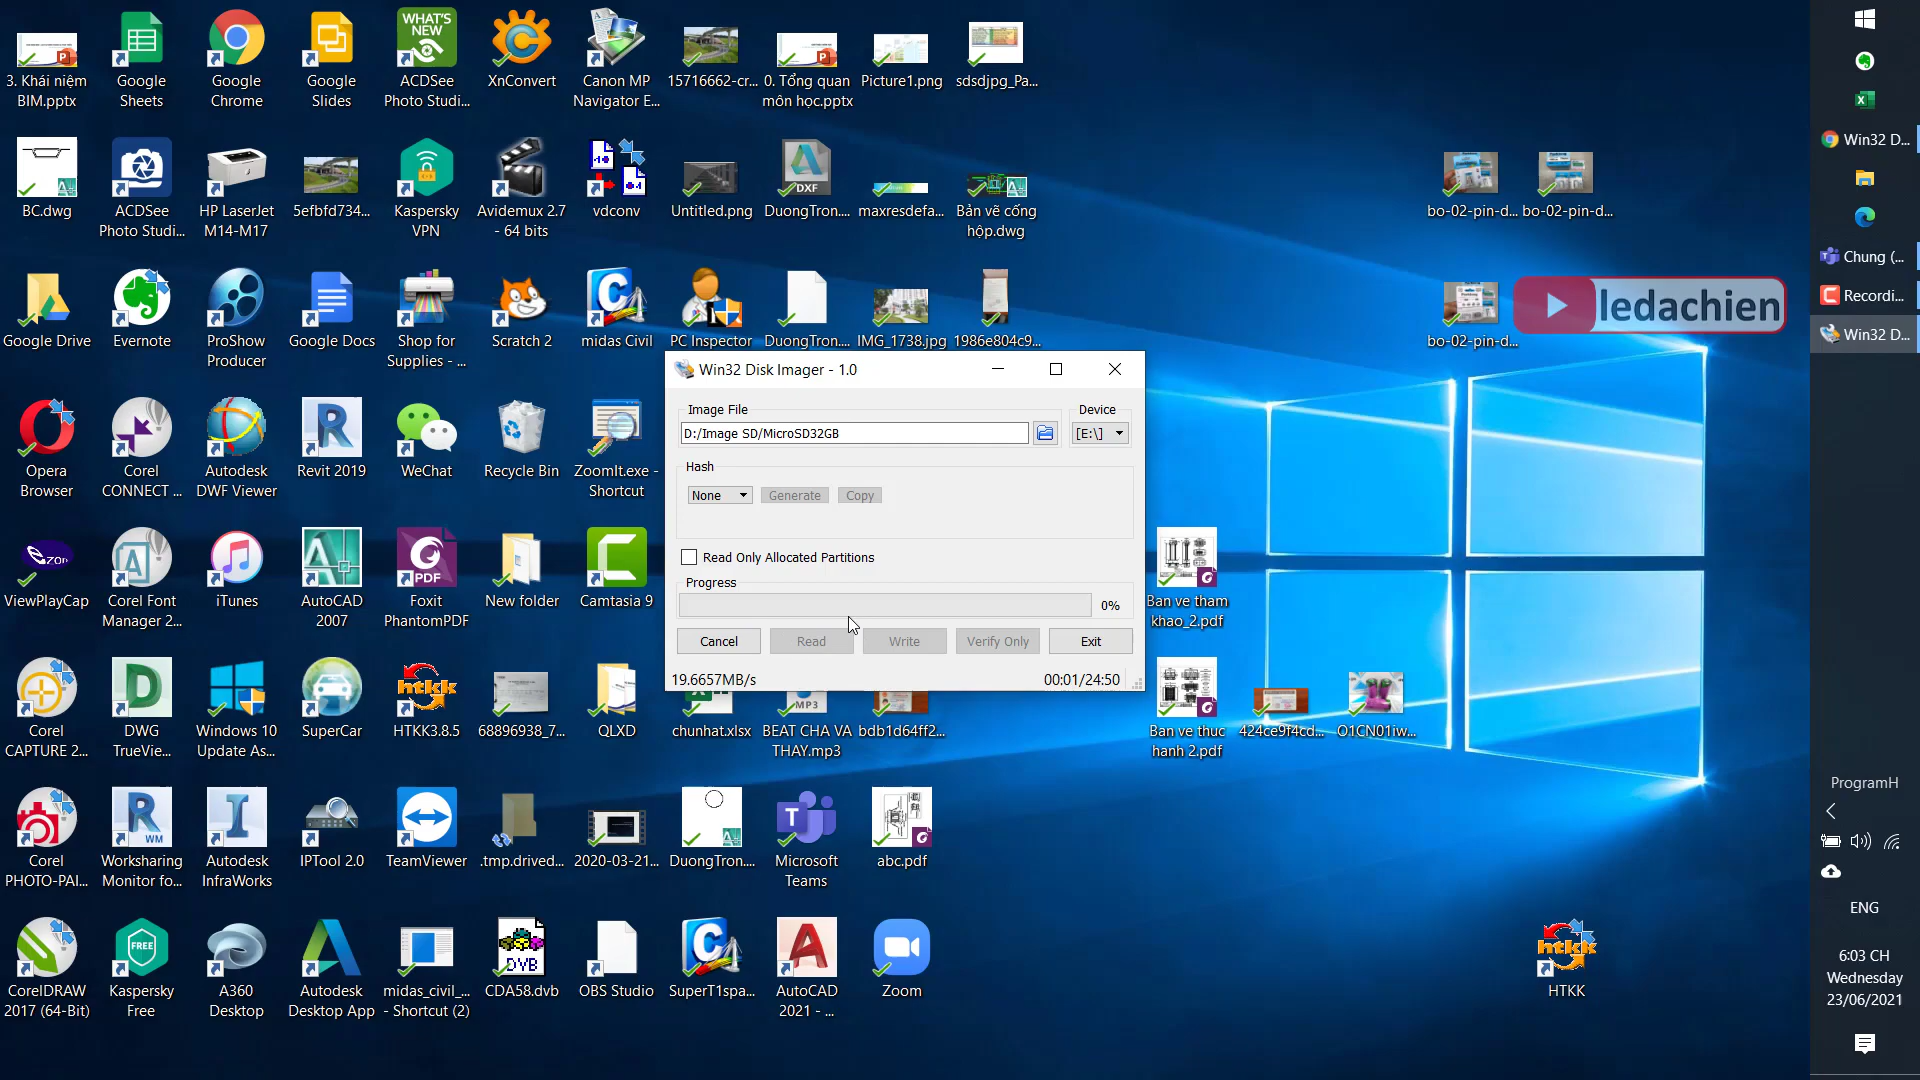 3. Khái niệm
BIM.pptx
Google
Sheets
Google
Chrome
Google
Slides
WHAT'S
NEW
ACDSee
Photo Studi...
XnConvert
Canon MP
Navigator E...
15716662-cr...
0. Tổng quan
môn học.pptx
Picture1.png
sdsdjpg_Pa...
BC.dwg
ACDSee
Photo Studi...
HP LaserJet
M14-M17
5efbfd734...
Kaspersky
VPN
Avidemux 2.7
- 64 bits
vdconv
Untitled.png
DXF
DuongTron....
maxresdefa...
Bản vẽ cống
hộp.dwg
bo-02-pin-d...
bo-02-pin-d...
Google Drive
Evernote
ProShow
Producer
Google Docs
Shop for
Supplies - ...
Scratch 2
midas Civil
PC Inspector
DuongTron....
IMG_1738.jpg
1986e804c9...
bo-02-pin-d...
ledachien
Opera
Browser
Corel
CONNECT ...
Autodesk
DWF Viewer
Revit 2019
WeChat
Recycle Bin
ZoomIt.exe -
Shortcut
Win32 Disk Imager - 1.0
Image File
Device
D:/Image SD/MicroSD32GB
[E:\]
Hash
None
Generate
Copy
Read Only Allocated Partitions
Progress
0%
Cancel
Read
Write
Verify Only
Exit
19.6657MB/s
00:01/24:50
ViewPlayCap
Corel Font
Manager 2...
iTunes
AutoCAD
2007
PDF
Foxit
PhantomPDF
New folder
Camtasia 9
Ban ve tham
khao_2.pdf
Corel
CAPTURE 2...
DWG
TrueVie...
Windows 10
Update As...
SuperCar
htkk
HTKK3.8.5
68896938_7...
QLXD
chunhat.xlsx
MP3
BEAT CHA VA
THAY.mp3
bdb1d64ff2...
Ban ve thuc
hanh 2.pdf
424ce9f4cd...
O1CN01iw...
Corel
PHOTO-PAI...
WM
Worksharing
Monitor fo...
Autodesk
InfraWorks
IPTool 2.0
TeamViewer
.tmp.drived...
2020-03-21...
DuongTron....
Microsoft
Teams
abc.pdf
CorelDRAW
2017 (64-Bit)
FREE
Kaspersky
Free
A360
Desktop
Autodesk
Desktop App
midas_civil_...
- Shortcut (2)
DVB
CDA58.dvb
OBS Studio
SuperT1spa...
AutoCAD
2021 - ...
Zoom
htkk
HTKK
Win32 D...
Chung (...
Recordi...
Win32 D...
ProgramH
ENG
6:03 CH
Wednesday
23/06/2021